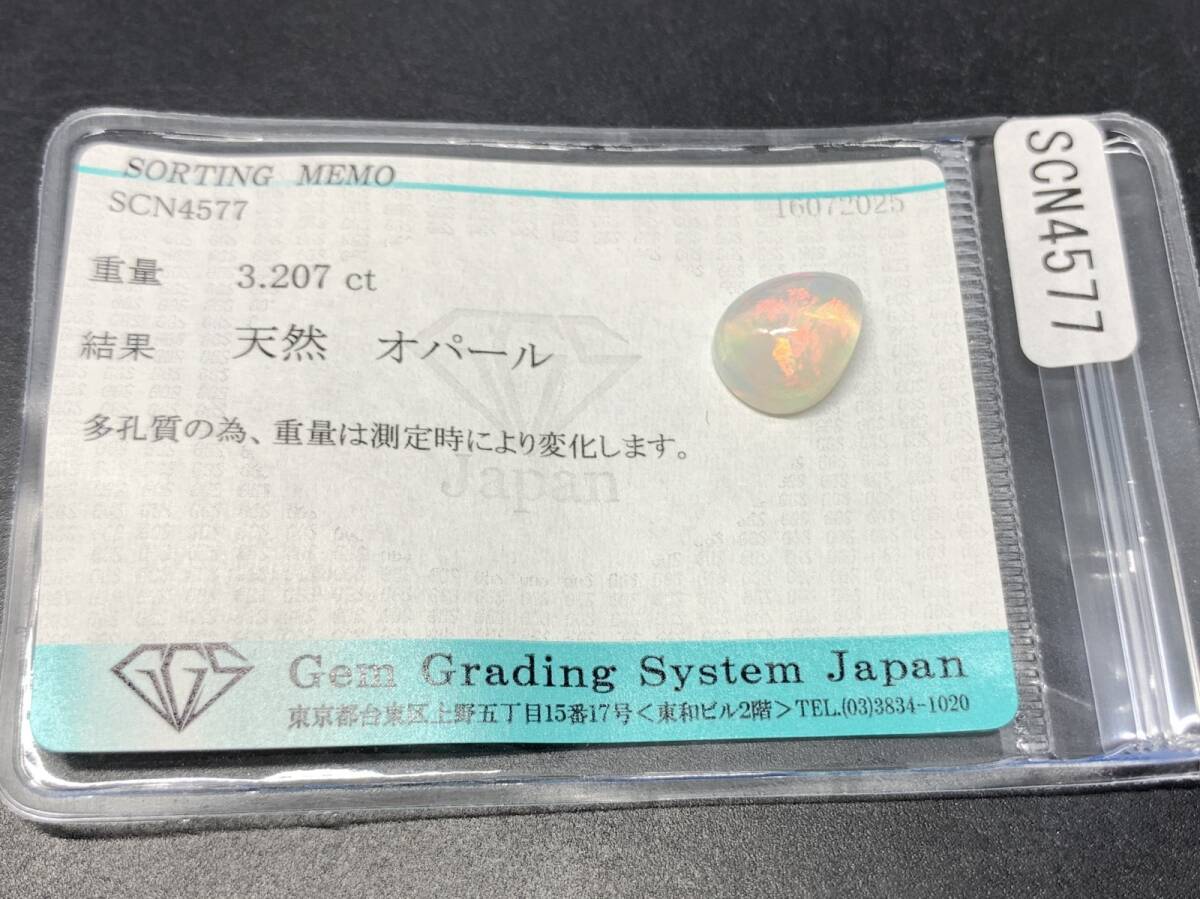 SORTING MEMO
SCN4577 16072025
重量 3.207 ct
結果 天然 オパール
多孔質の為、重量は測定時により変化します。
Japan
GGS Gem Grading System Japan
東京都台東区上野五丁目15番17号<東和ビル2階>TEL.(03)3834-1020
SCN4577